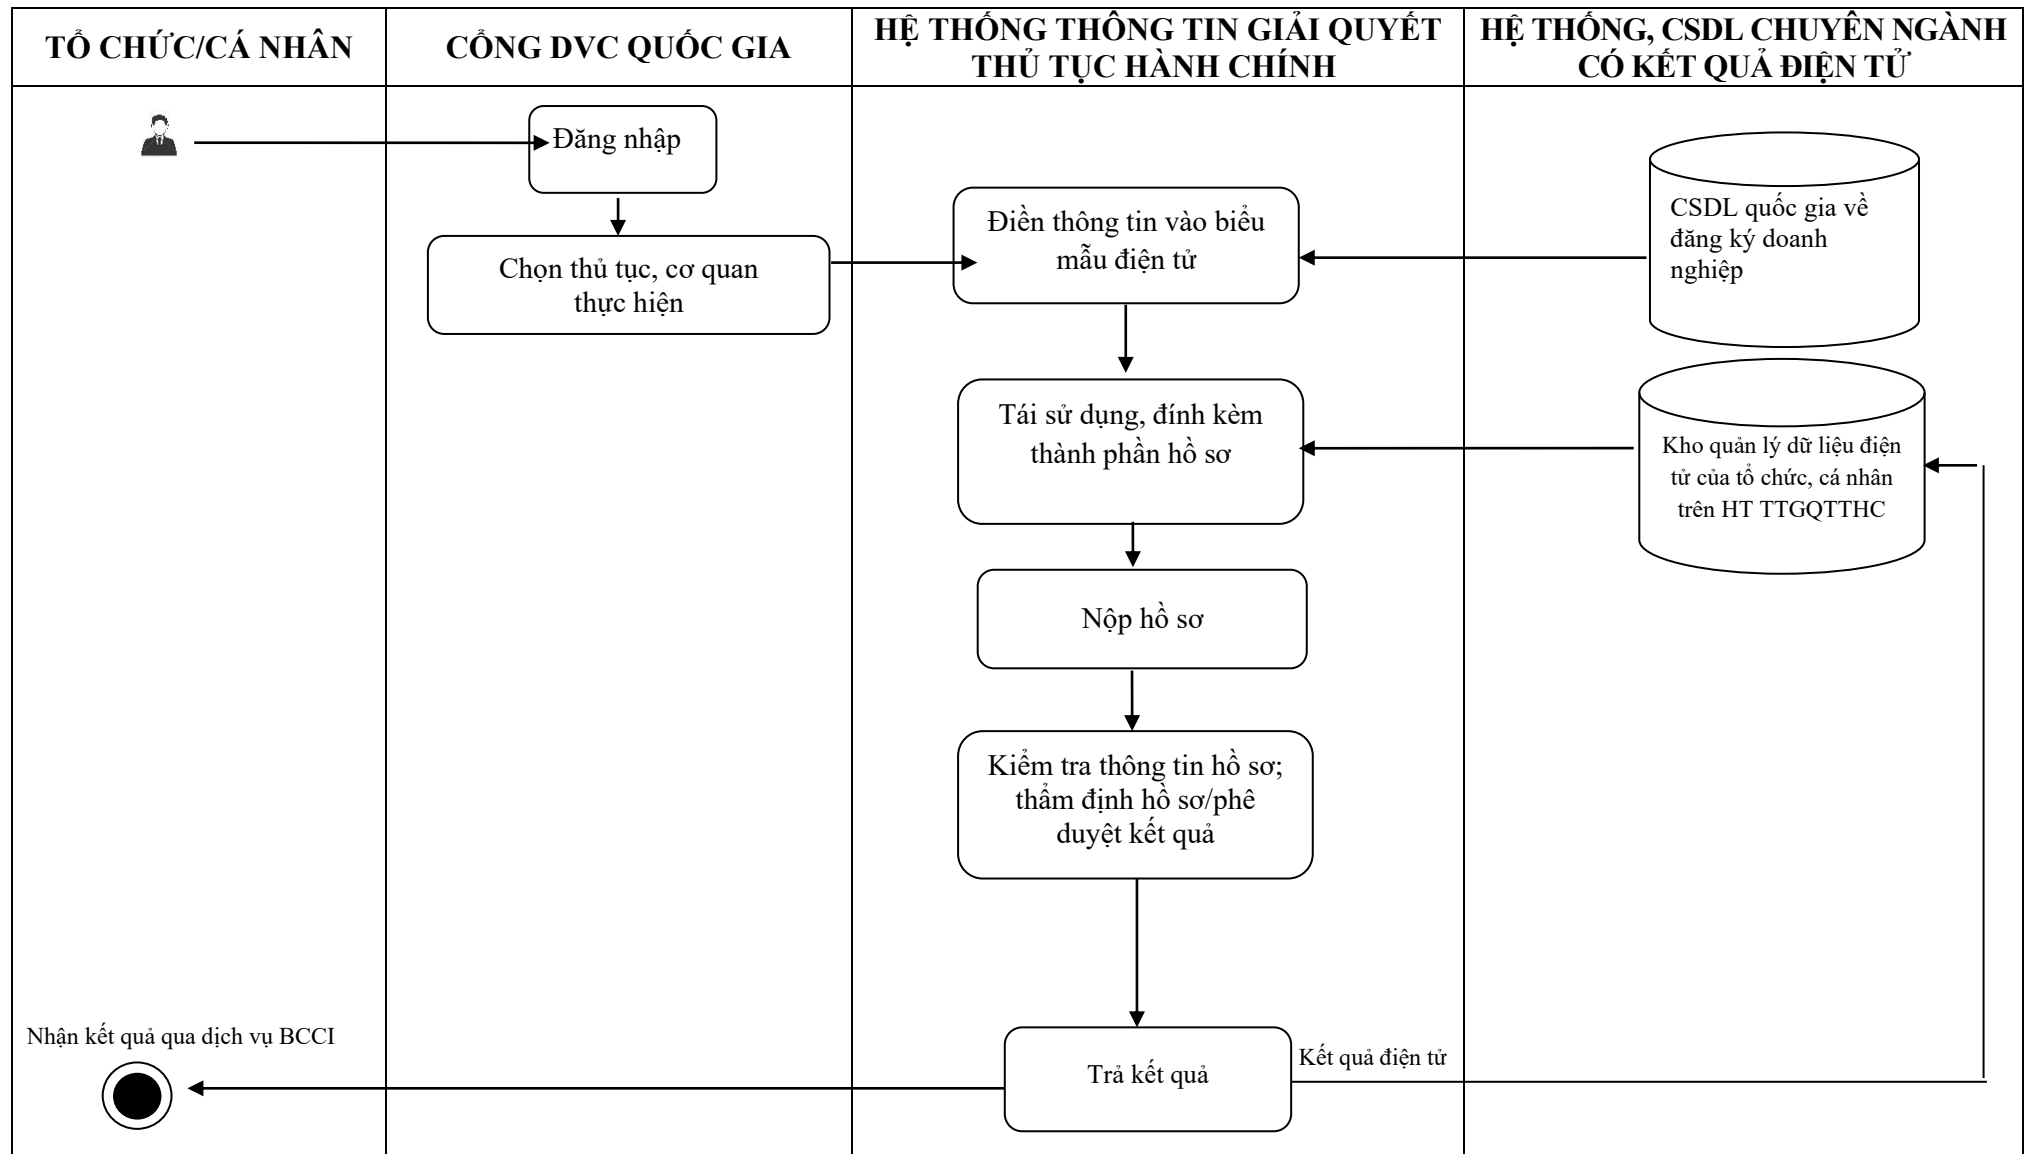 TỔ CHỨC/CÁ NHÂN
CỔNG DVC QUỐC GIA
HỆ THỐNG THÔNG TIN GIẢI QUYẾT
THỦ TỤC HÀNH CHÍNH
HỆ THỐNG, CSDL CHUYÊN NGÀNH
CÓ KẾT QUẢ ĐIỆN TỬ
Đăng nhập
Chọn thủ tục, cơ quan
thực hiện
Điền thông tin vào biểu
mẫu điện tử
CSDL quốc gia về
đăng ký doanh
nghiệp
Tái sử dụng, đính kèm
thành phần hồ sơ
Kho quản lý dữ liệu điện
tử của tổ chức, cá nhân
trên HT TTGQTTHC
Nộp hồ sơ
Kiểm tra thông tin hồ sơ;
thẩm định hồ sơ/phê
duyệt kết quả
Nhận kết quả qua dịch vụ BCCI
Trả kết quả
Kết quả điện tử